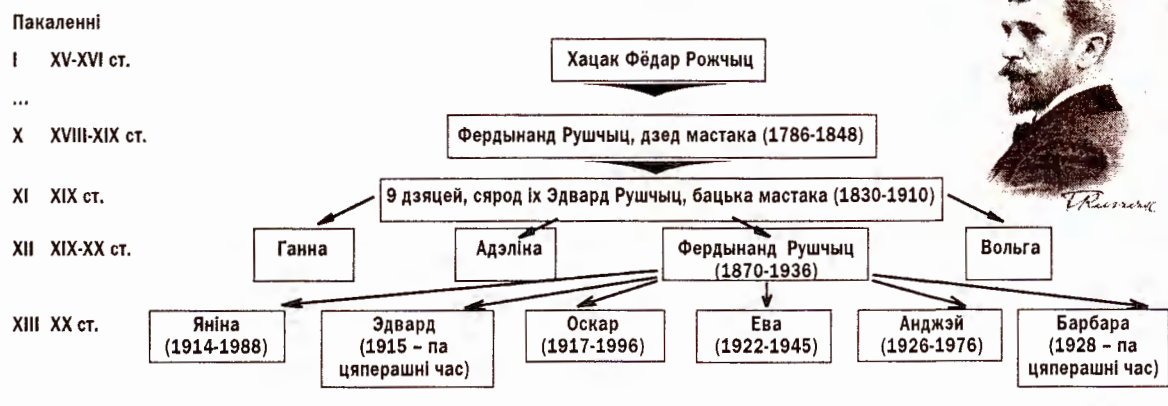 Пакаленні
I XV-XVI ст.
Хацак Фёдар Рожчыц
...
X XVIII-XIX ст.
Фердынанд Рушчыц, дзед мастака (1786-1848)
XI XIX ст.
9 дзяцей, сярод іх Эдвард Рушчыц, бацька мастака (1830-1910)
XII XIX-XX ст.
Ганна
Адэліна
Фердынанд Рушчыц
(1870-1936)
Вольга
XIII XX ст.
Яніна
(1914-1988)
Эдвард
(1915 – па
цяперашні час)
Оскар
(1917-1996)
Ева
(1922-1945)
Анджэй
(1926-1976)
Барбара
(1928 – па
цяперашні час)